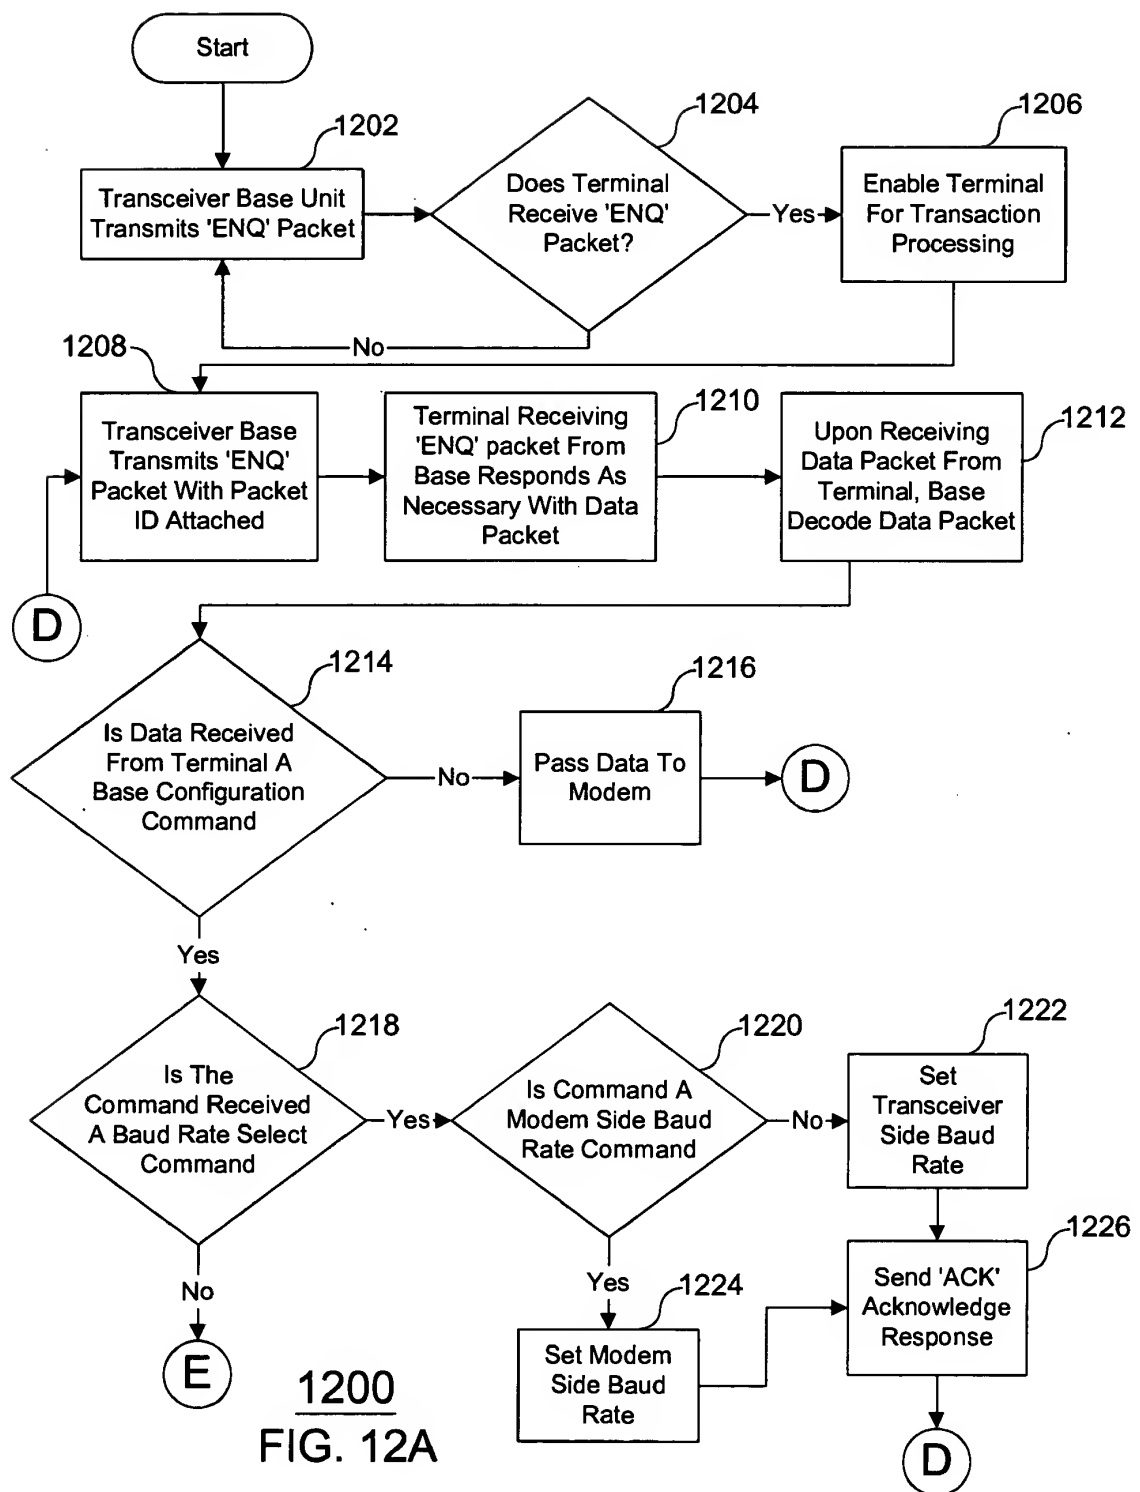 Start
1202
Transceiver Base Unit
Transmits 'ENQ' Packet
1204
Does Terminal
Receive 'ENQ'
Packet?
Yes
1206
Enable Terminal
For Transaction
Processing
No
1208
Transceiver Base
Transmits 'ENQ'
Packet With Packet
ID Attached
1210
Terminal Receiving
'ENQ' packet From
Base Responds As
Necessary With Data
Packet
1212
Upon Receiving
Data Packet From
Terminal, Base
Decode Data Packet
D
1214
Is Data Received
From Terminal A
Base Configuration
Command
No
1216
Pass Data To
Modem
D
Yes
1218
Is The
Command Received
A Baud Rate Select
Command
Yes
1220
Is Command A
Modem Side Baud
Rate Command
No
1222
Set
Transceiver
Side Baud
Rate
No
E
Yes
1224
Set Modem
Side Baud
Rate
1226
Send 'ACK'
Acknowledge
Response
D
1200
FIG. 12A